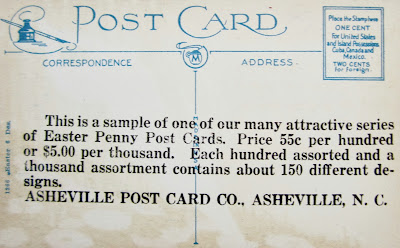 POST CARD
Place the Stamp here
ONE CENT
for United States
and Island Possessions
Cuba, Canada and
Mexico.
TWO CENTS
for Foreign.
CORRESPONDENCE
ADDRESS
M
This is a sample of one of our many attractive series
of Easter Penny Post Cards. Price 55c per hundred
or $5.00 per thousand. Each hundred assorted and a
thousand assortment contains about 150 different de-
signs.
ASHEVILLE POST CARD CO., ASHEVILLE, N. C.